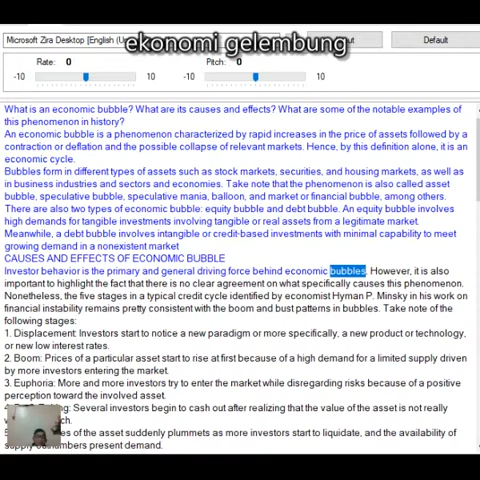 Microsoft Zira Desktop [English (Un
ekonomi gelembung
ut
Default
Rate: 0
Pitch: 0
-10 10 -10 10
What is an economic bubble? What are its causes and effects? What are some of the notable examples of
this phenomenon in history?
An economic bubble is a phenomenon characterized by rapid increases in the price of assets followed by a
contraction or deflation and the possible collapse of relevant markets. Hence, by this definition alone, it is an
economic cycle.
Bubbles form in different types of assets such as stock markets, securities, and housing markets, as well as
in business industries and sectors and economies. Take note that the phenomenon is also called asset
bubble, speculative bubble, speculative mania, balloon, and market or financial bubble, among others.
There are also two types of economic bubble: equity bubble and debt bubble. An equity bubble involves
high demands for tangible investments involving tangible or real assets from a legitimate market.
Meanwhile, a debt bubble involves intangible or credit-based investments with minimal capability to meet
growing demand in a nonexistent market
CAUSES AND EFFECTS OF ECONOMIC BUBBLE
Investor behavior is the primary and general driving force behind economic bubbles. However, it is also
important to highlight the fact that there is no clear agreement on what specifically causes this phenomenon.
Nonetheless, the five stages in a typical credit cycle identified by economist Hyman P. Minsky in his work on
financial instability remains pretty consistent with the boom and bust patterns in bubbles. Take note of the
following stages:
1. Displacement: Investors start to notice a new paradigm or more specifically, a new product or technology,
or new low interest rates.
2. Boom: Prices of a particular asset start to rise at first because of a high demand for a limited supply driven
by more investors entering the market.
3. Euphoria: More and more investors try to enter the market while disregarding risks because of a positive
perception toward the involved asset.
Several investors begin to cash out after realizing that the value of the asset is not really
ch.
es of the asset suddenly plummets as more investors start to liquidate, and the availability of
supply outnumbers present demand.